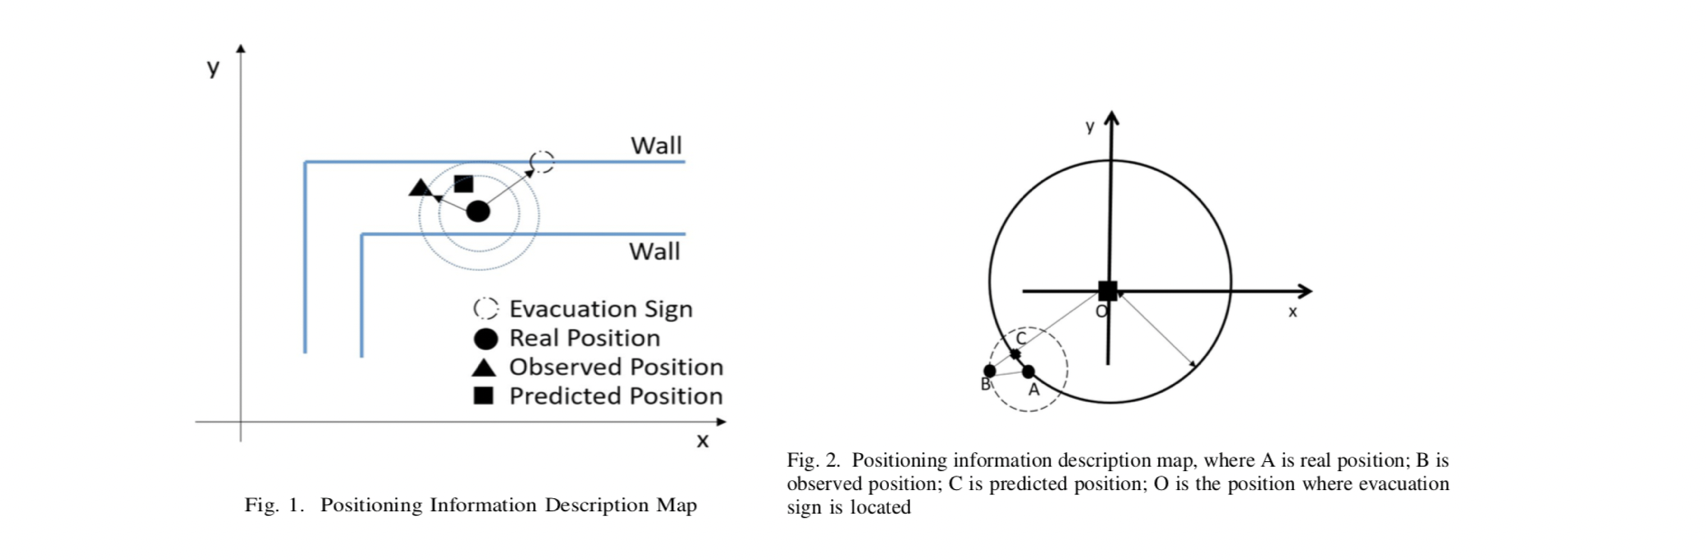 y
Wall
Wall
Evacuation Sign
Real Position
Observed Position
Predicted Position
x
Fig. 1. Positioning Information Description Map
y
O
x
C
B
A
Fig. 2. Positioning information description map, where A is real position; B is
observed position; C is predicted position; O is the position where evacuation
sign is located